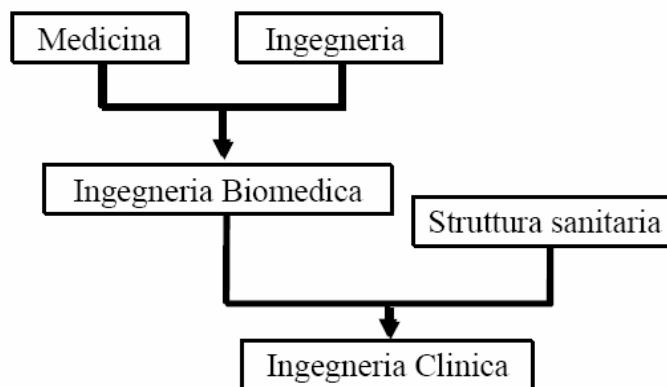 Medicina
Ingegneria
Ingegneria Biomedica
Struttura sanitaria
Ingegneria Clinica